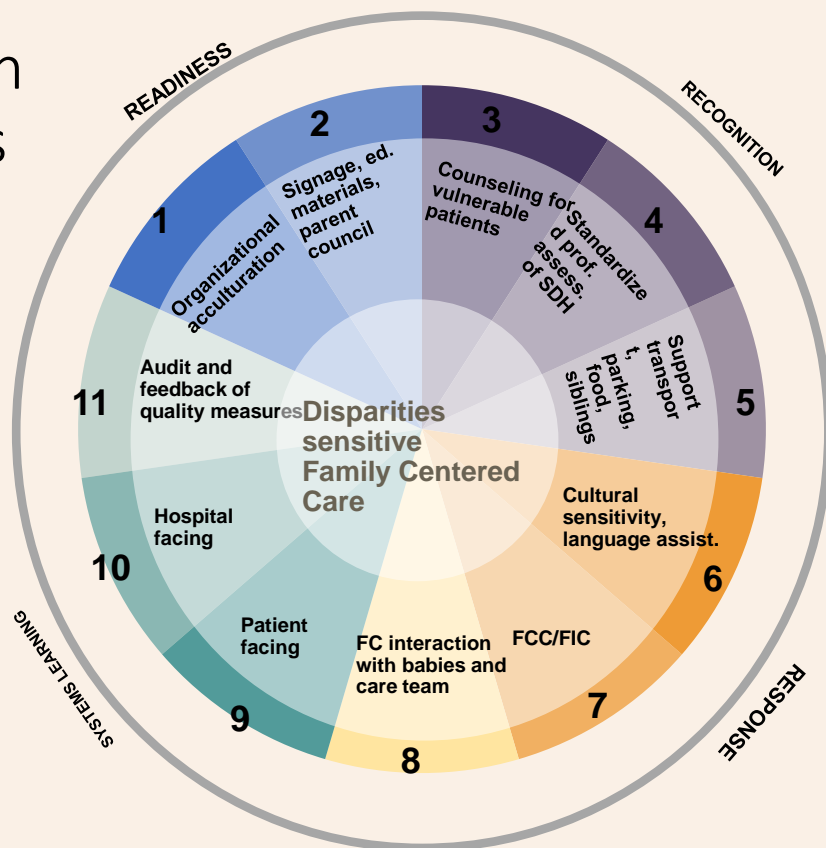 n
s
READINESS
RECOGNITION
RESPONSE
SYSTEMS LEARNING
1
Organizational
acculturation
2
Signage, ed.
materials,
parent
council
3
Counseling for
vulnerable
patients
4
Standardize
d prof.
assess.
of SDH
5
Support
transpor
t,
parking,
food,
siblings
6
Cultural
sensitivity,
language assist.
7
FCC/FIC
8
FC interaction
with babies and
care team
9
Patient
facing
10
Hospital
facing
11
Audit and
feedback of
quality measures
Disparities
sensitive
Family Centered
Care